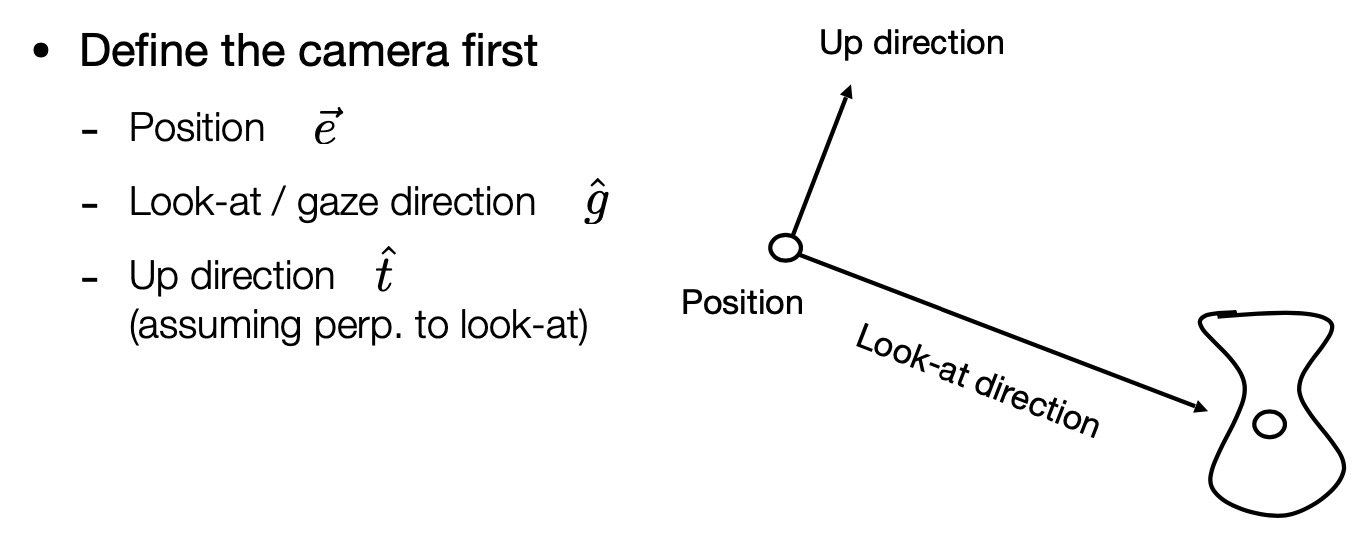 • Define the camera first
- Position \vec{e}
- Look-at / gaze direction \hat{g}
- Up direction \hat{t}
(assuming perp. to look-at)
Up direction
Position
Look-at direction